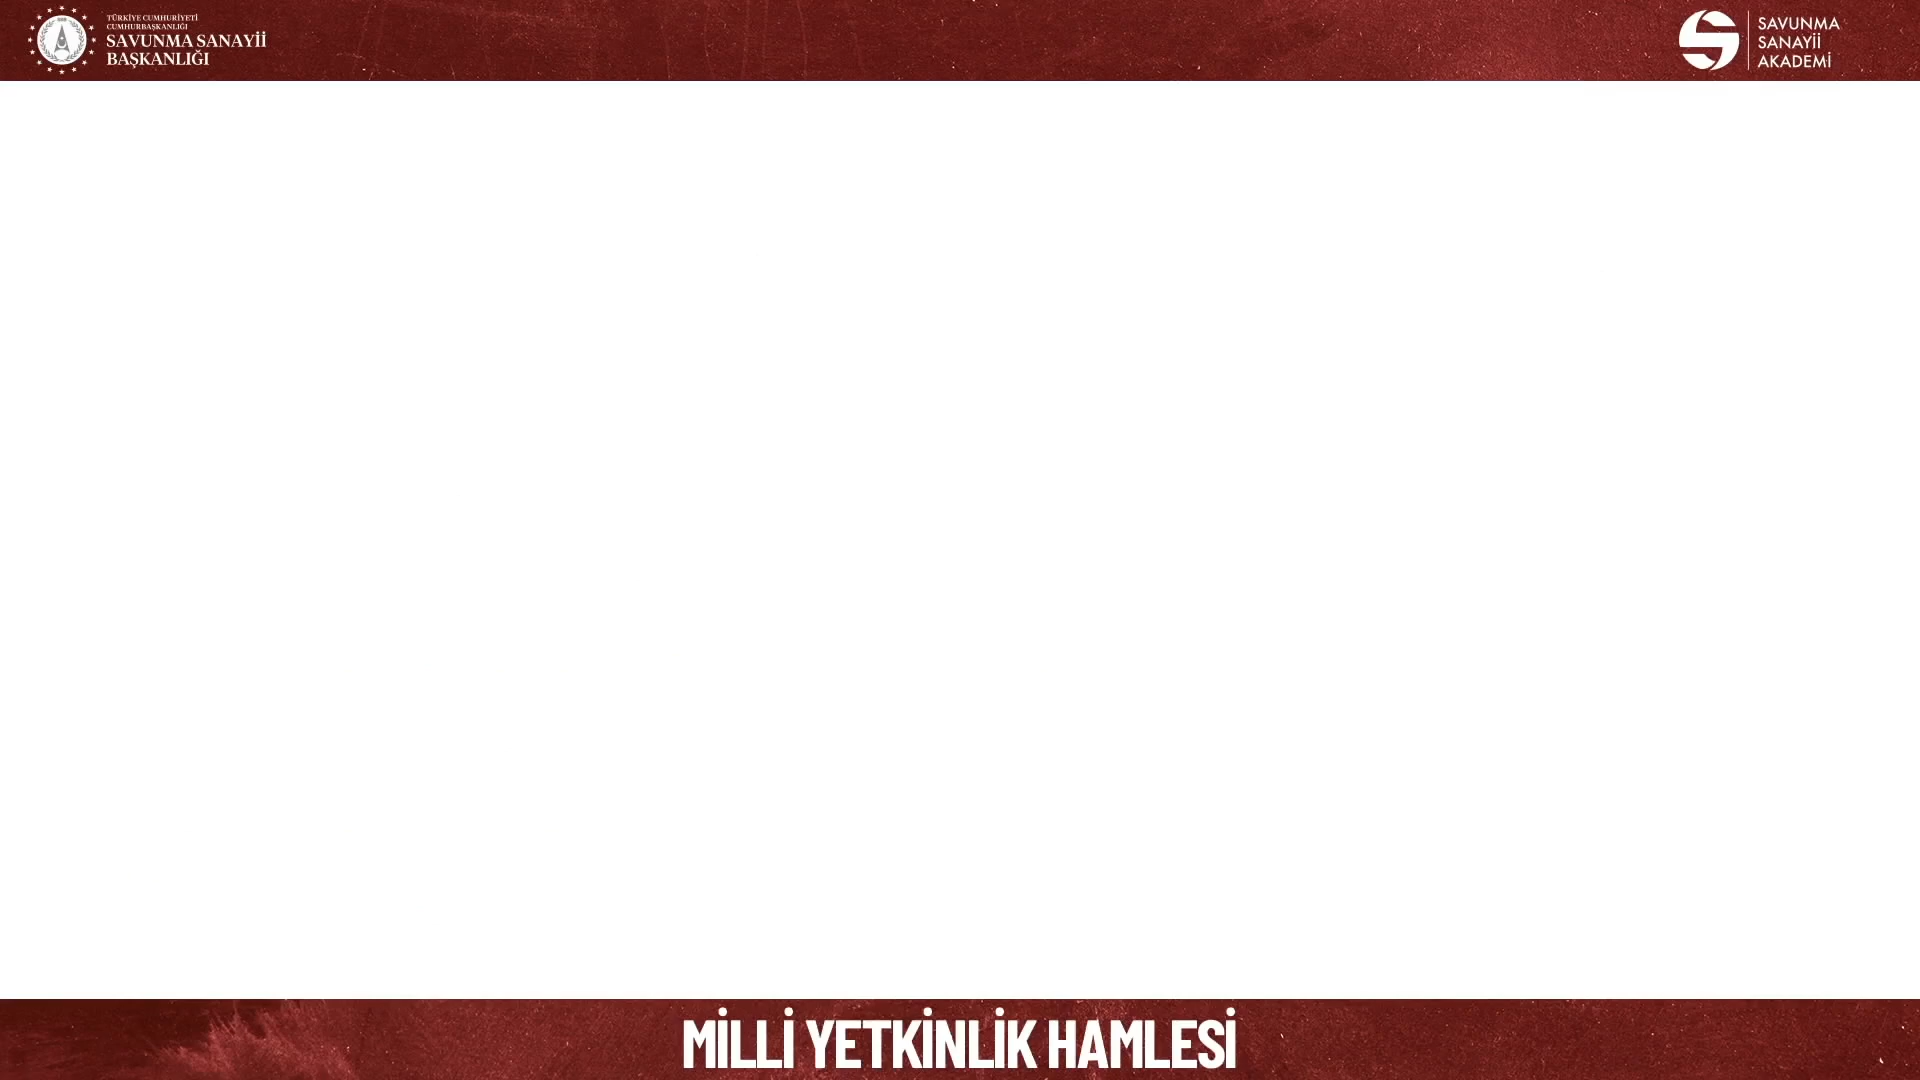 TÜRKİYE CUMHURİYETİ
CUMHURBAŞKANLIĞI
SAVUNMA SANAYİİ
BAŞKANLIĞI
SAVUNMA
SANAYİİ
AKADEMİ
MİLLİ YETKİNLİK HAMLESİ